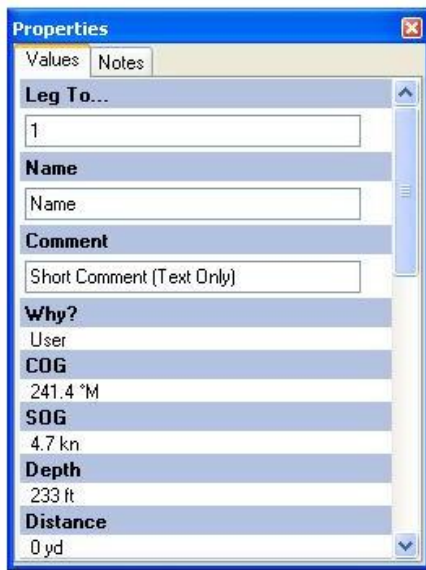 Properties
Values Notes
Leg To...
1
Name
Name
Comment
Short Comment (Text Only)
Why?
User
COG
241.4 °M
SOG
4.7 kn
Depth
233 ft
Distance
0 yd